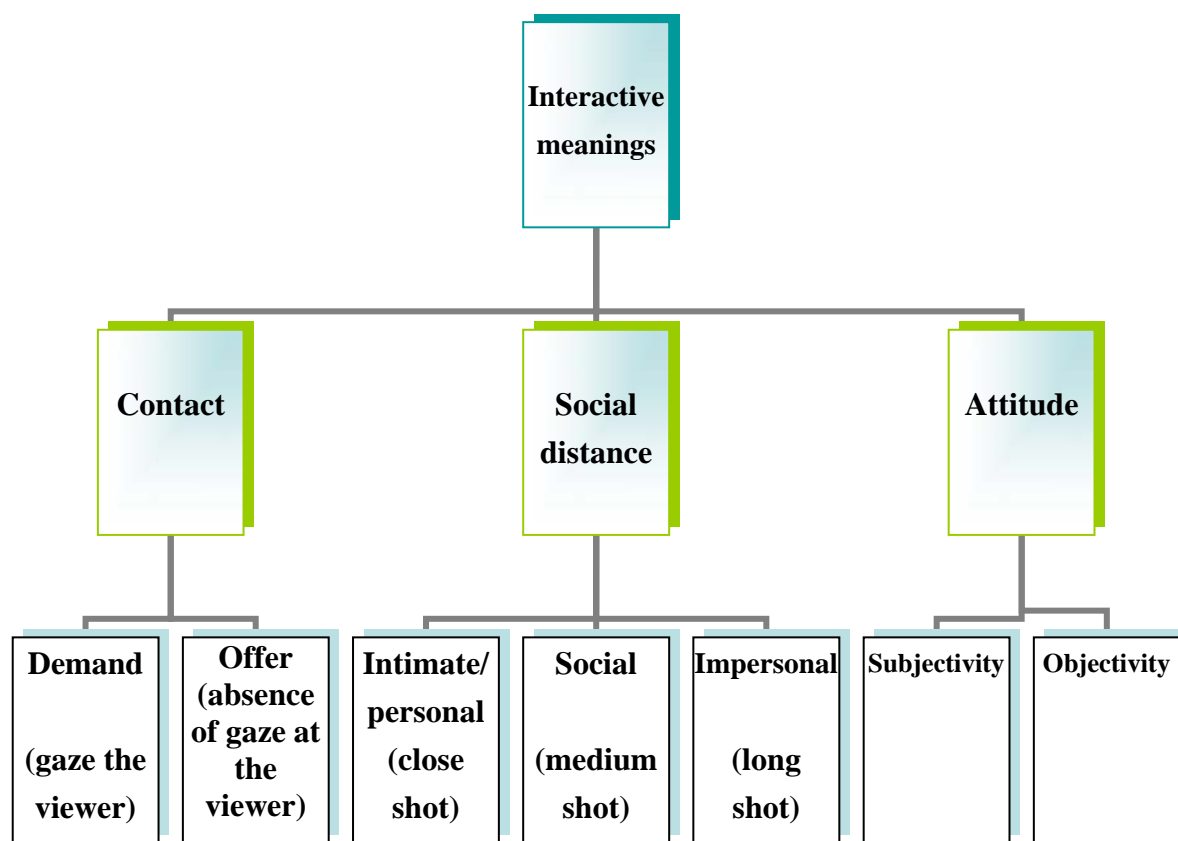 Interactive
meanings
Contact
Social
distance
Attitude
Demand
(gaze the
viewer)
Offer
(absence
of gaze at
the
viewer)
Intimate/
personal
(close
shot)
Social
(medium
shot)
Impersonal
(long
shot)
Subjectivity
Objectivity